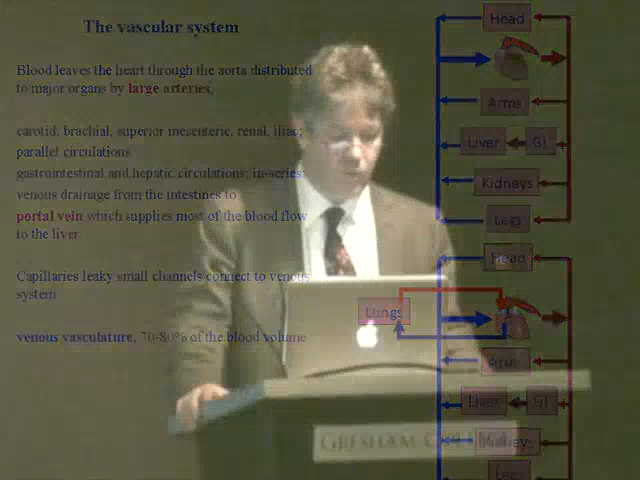 The vascular system
Blood leaves the heart through the aorta distributed
to major organs by large arteries,
carotid, brachial, superior mesenteric, renal, iliac;
parallel circulations
gastrointestinal and hepatic circulations; in-series;
venous drainage from the intestines to
portal vein which supplies most of the blood flow
to the liver.
Capillaries leaky small channels connect to venous
system
venous vasculature, 70-80% of the blood volume
Head
Arms
Liver
GI
Kidneys
Legs
Head
Lungs
Arms
Liver
GI
Kidneys
Legs
GRESHAM